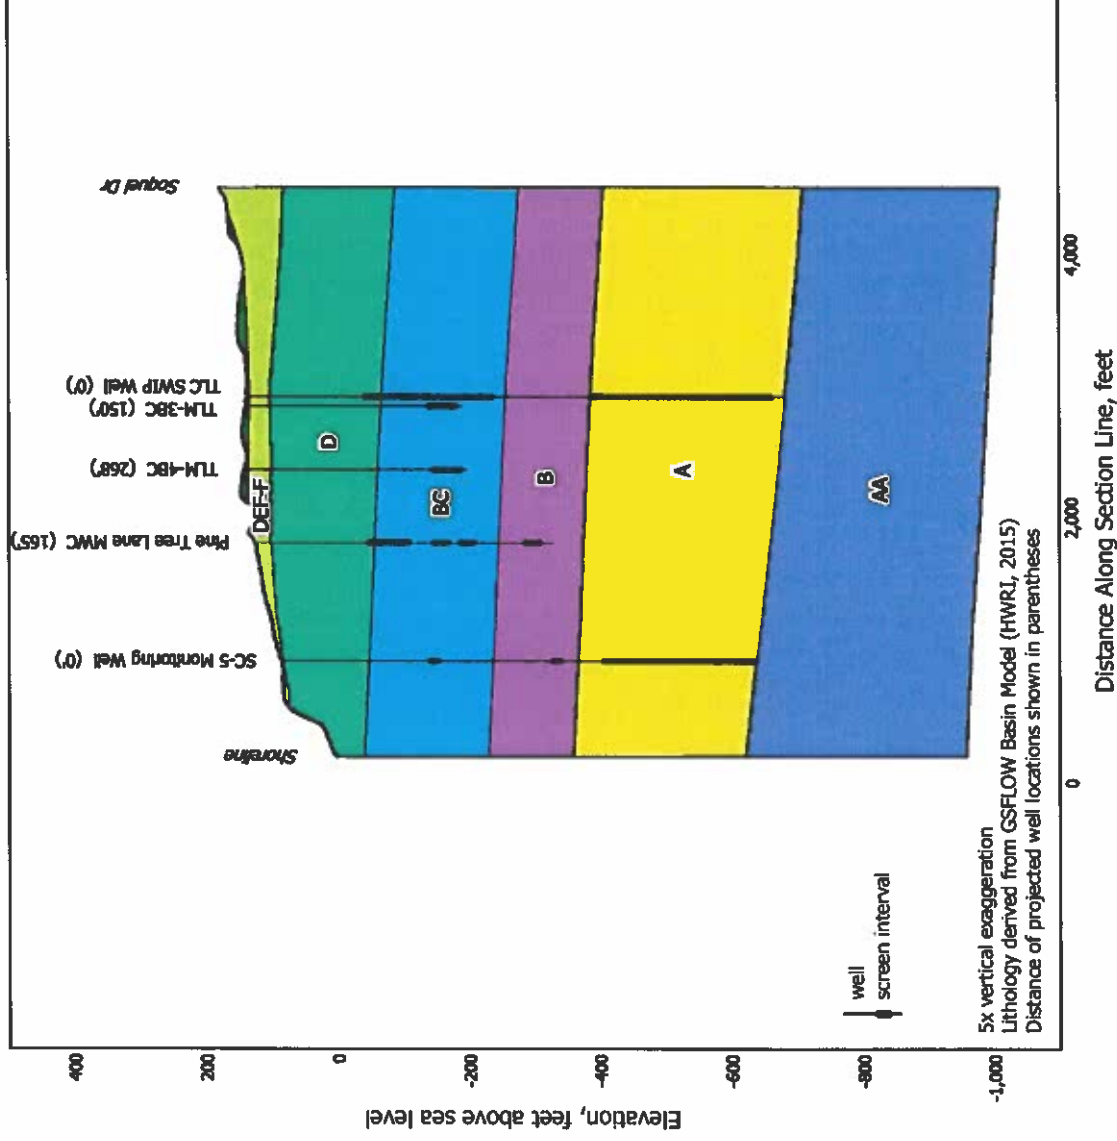 Soquel Dr
TLC SWIP Well (0')
TLM-3BC (150')
TLM-4BC (268')
Pine Tree Lane MWC (165')
SC-5 Monitoring Well (0')
Shoreline
DEF-F
D
BC
B
A
AA
400
200
0
-200
-400
-600
-800
-1,000
Elevation, feet above sea level
well
screen interval
5x vertical exaggeration
Lithology derived from GSFLOW Basin Model (HWRI, 2015)
Distance of projected well locations shown in parentheses
0
2,000
4,000
Distance Along Section Line, feet